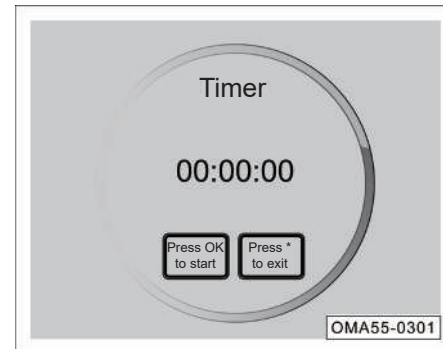 Timer
00:00:00
Press OK
to start
Press *
to exit
OMA55-0301